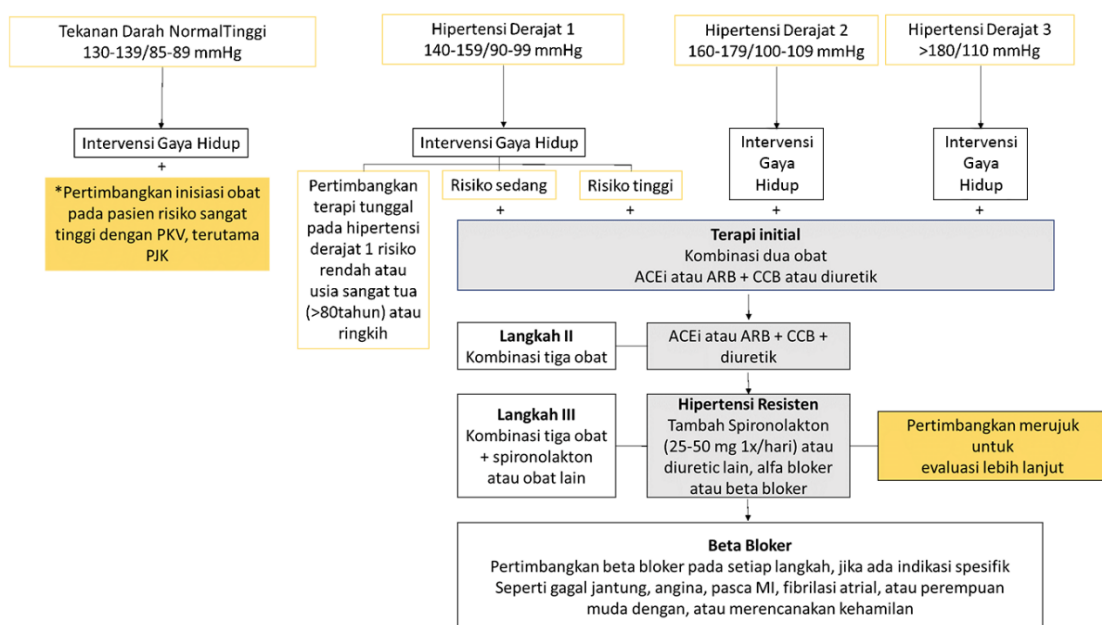 Tekanan Darah NormalTinggi
130-139/85-89 mmHg
Hipertensi Derajat 1
140-159/90-99 mmHg
Hipertensi Derajat 2
160-179/100-109 mmHg
Hipertensi Derajat 3
>180/110 mmHg
Intervensi Gaya Hidup
+
*Pertimbangkan inisiasi obat
pada pasien risiko sangat
tinggi dengan PKV, terutama
PJK
Intervensi Gaya Hidup
Pertimbangkan
terapi tunggal
pada hipertensi
derajat 1 risiko
rendah atau
usia sangat tua
(>80tahun) atau
ringkih
Risiko sedang
+
Risiko tinggi
+
Intervensi
Gaya
Hidup
+
Intervensi
Gaya
Hidup
+
Terapi initial
Kombinasi dua obat
ACEi atau ARB + CCB atau diuretik
Langkah II
Kombinasi tiga obat
ACEi atau ARB + CCB +
diuretik
Langkah III
Kombinasi tiga obat
+ spironolakton
atau obat lain
Hipertensi Resisten
Tambah Spironolakton
(25-50 mg 1x/hari) atau
diuretic lain, alfa bloker
atau beta bloker
Pertimbangkan merujuk
untuk
evaluasi lebih lanjut
Beta Bloker
Pertimbangkan beta bloker pada setiap langkah, jika ada indikasi spesifik
Seperti gagal jantung, angina, pasca MI, fibrilasi atrial, atau perempuan
muda dengan, atau merencanakan kehamilan